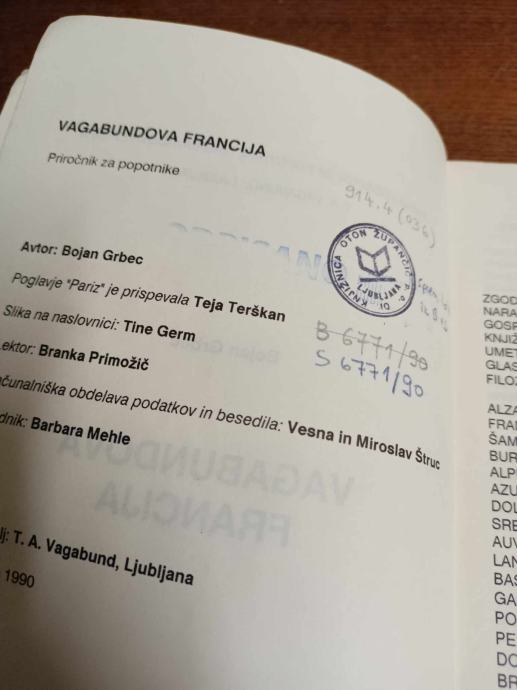 VAGABUNDOVA FRANCIJA
Priročnik za popotnike
914.4 (036)
KNJIŽNICA OTON ŽUPANČIČ
LJUBLJANA
Avtor: Bojan Grbec
Poglavje "Pariz" je prispevala Teja Terškan
Slika na naslovnici: Tine Germ
Lektor: Branka Primožič
čunalniška obdelava podatkov in besedila: Vesna in Miroslav Štruc
dnik: Barbara Mehle
B 6771/90
S 6771/90
lj: T. A. Vagabund, Ljubljana
1990
VAGABUNDOVA
FRANCIJA
ZGOD
NARA
GOSP
KNJIŽ
UMET
GLAS
FILOZ
ALZA
FRAN
ŠAM
BUR
ALP
AZU
DOL
SRE
AUV
LAN
BAS
GA
PO
PE
DO
BR